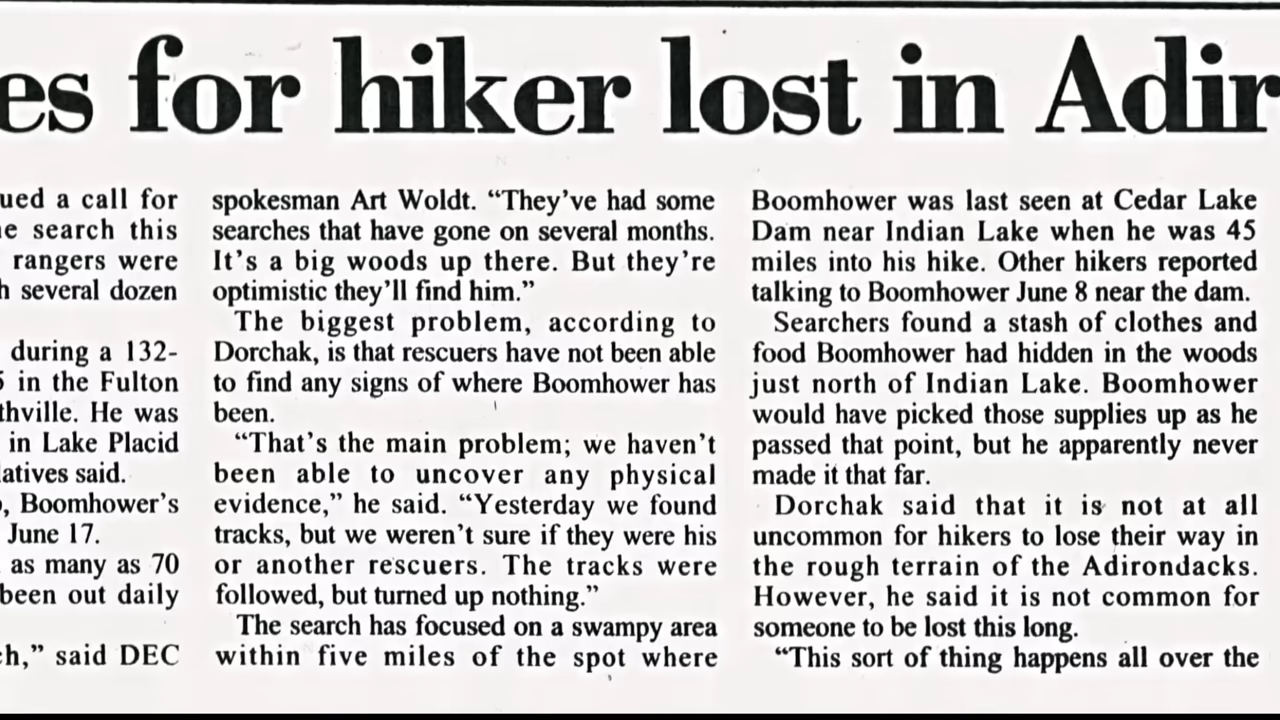 es for hiker lost in Adir
ued a call for
e search this
rangers were
h several dozen
during a 132-
in the Fulton
thville. He was
in Lake Placid
latives said.
, Boomhower's
June 17.
as many as 70
been out daily
ch,” said DEC
spokesman Art Woldt. “They’ve had some
searches that have gone on several months.
It’s a big woods up there. But they’re
optimistic they’ll find him.”
The biggest problem, according to
Dorchak, is that rescuers have not been able
to find any signs of where Boomhower has
been.
“That’s the main problem; we haven’t
been able to uncover any physical
evidence,” he said. “Yesterday we found
tracks, but we weren’t sure if they were his
or another rescuers. The tracks were
followed, but turned up nothing.”
The search has focused on a swampy area
within five miles of the spot where
Boomhower was last seen at Cedar Lake
Dam near Indian Lake when he was 45
miles into his hike. Other hikers reported
talking to Boomhower June 8 near the dam.
Searchers found a stash of clothes and
food Boomhower had hidden in the woods
just north of Indian Lake. Boomhower
would have picked those supplies up as he
passed that point, but he apparently never
made it that far.
Dorchak said that it is not at all
uncommon for hikers to lose their way in
the rough terrain of the Adirondacks.
However, he said it is not common for
someone to be lost this long.
“This sort of thing happens all over the